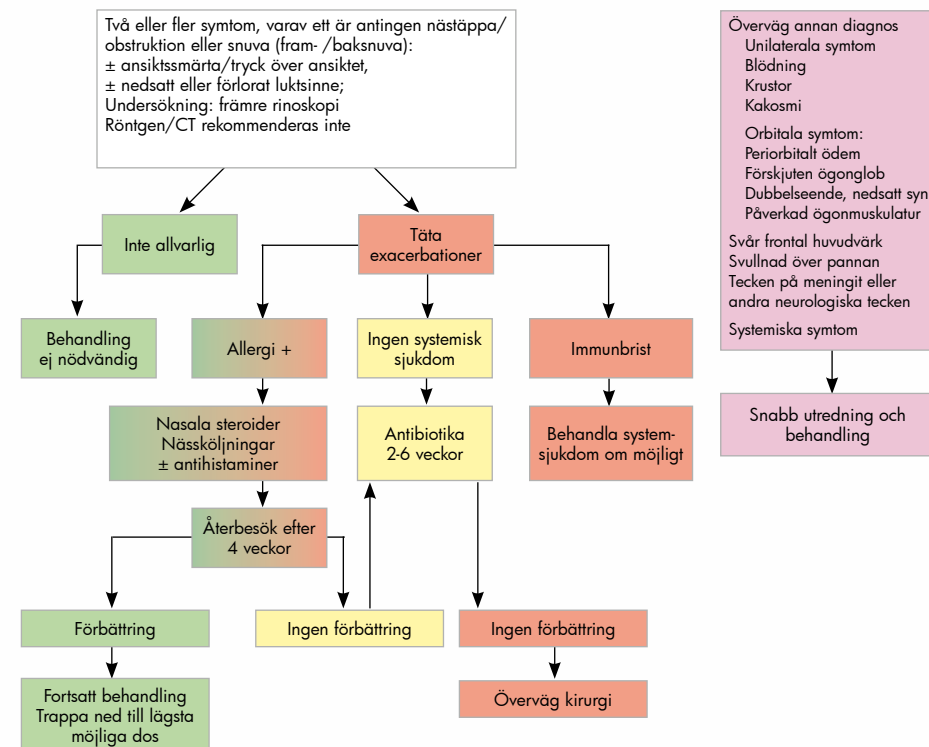 Två eller fler symtom, varav ett är antingen nästäppa/
obstruktion eller snuva (fram- /baksnuva):
± ansiktssmärta/tryck över ansiktet,
± nedsatt eller förlorat luktsinne;
Undersökning: främre rinoskopi
Röntgen/CT rekommenderas inte
Inte allvarlig
Täta
exacerbationer
Behandling
ej nödvändig
Allergi +
Ingen systemisk
sjukdom
Immunbrist
Nasala steroider
Nässköljningar
± antihistaminer
Antibiotika
2-6 veckor
Behandla system-
sjukdom om möjligt
Återbesök efter
4 veckor
Förbättring
Ingen förbättring
Ingen förbättring
Fortsatt behandling
Trappa ned till lägsta
möjliga dos
Överväg kirurgi
Överväg annan diagnos
Unilaterala symtom
Blödning
Krustor
Kakosmi
Orbitala symtom:
Periorbitalt ödem
Förskjuten ögonglob
Dubbelseende, nedsatt syn
Påverkad ögonmuskulatur
Svår frontal huvudvärk
Svullnad över pannan
Tecken på meningit eller
andra neurologiska tecken
Systemiska symtom
Snabb utredning och
behandling